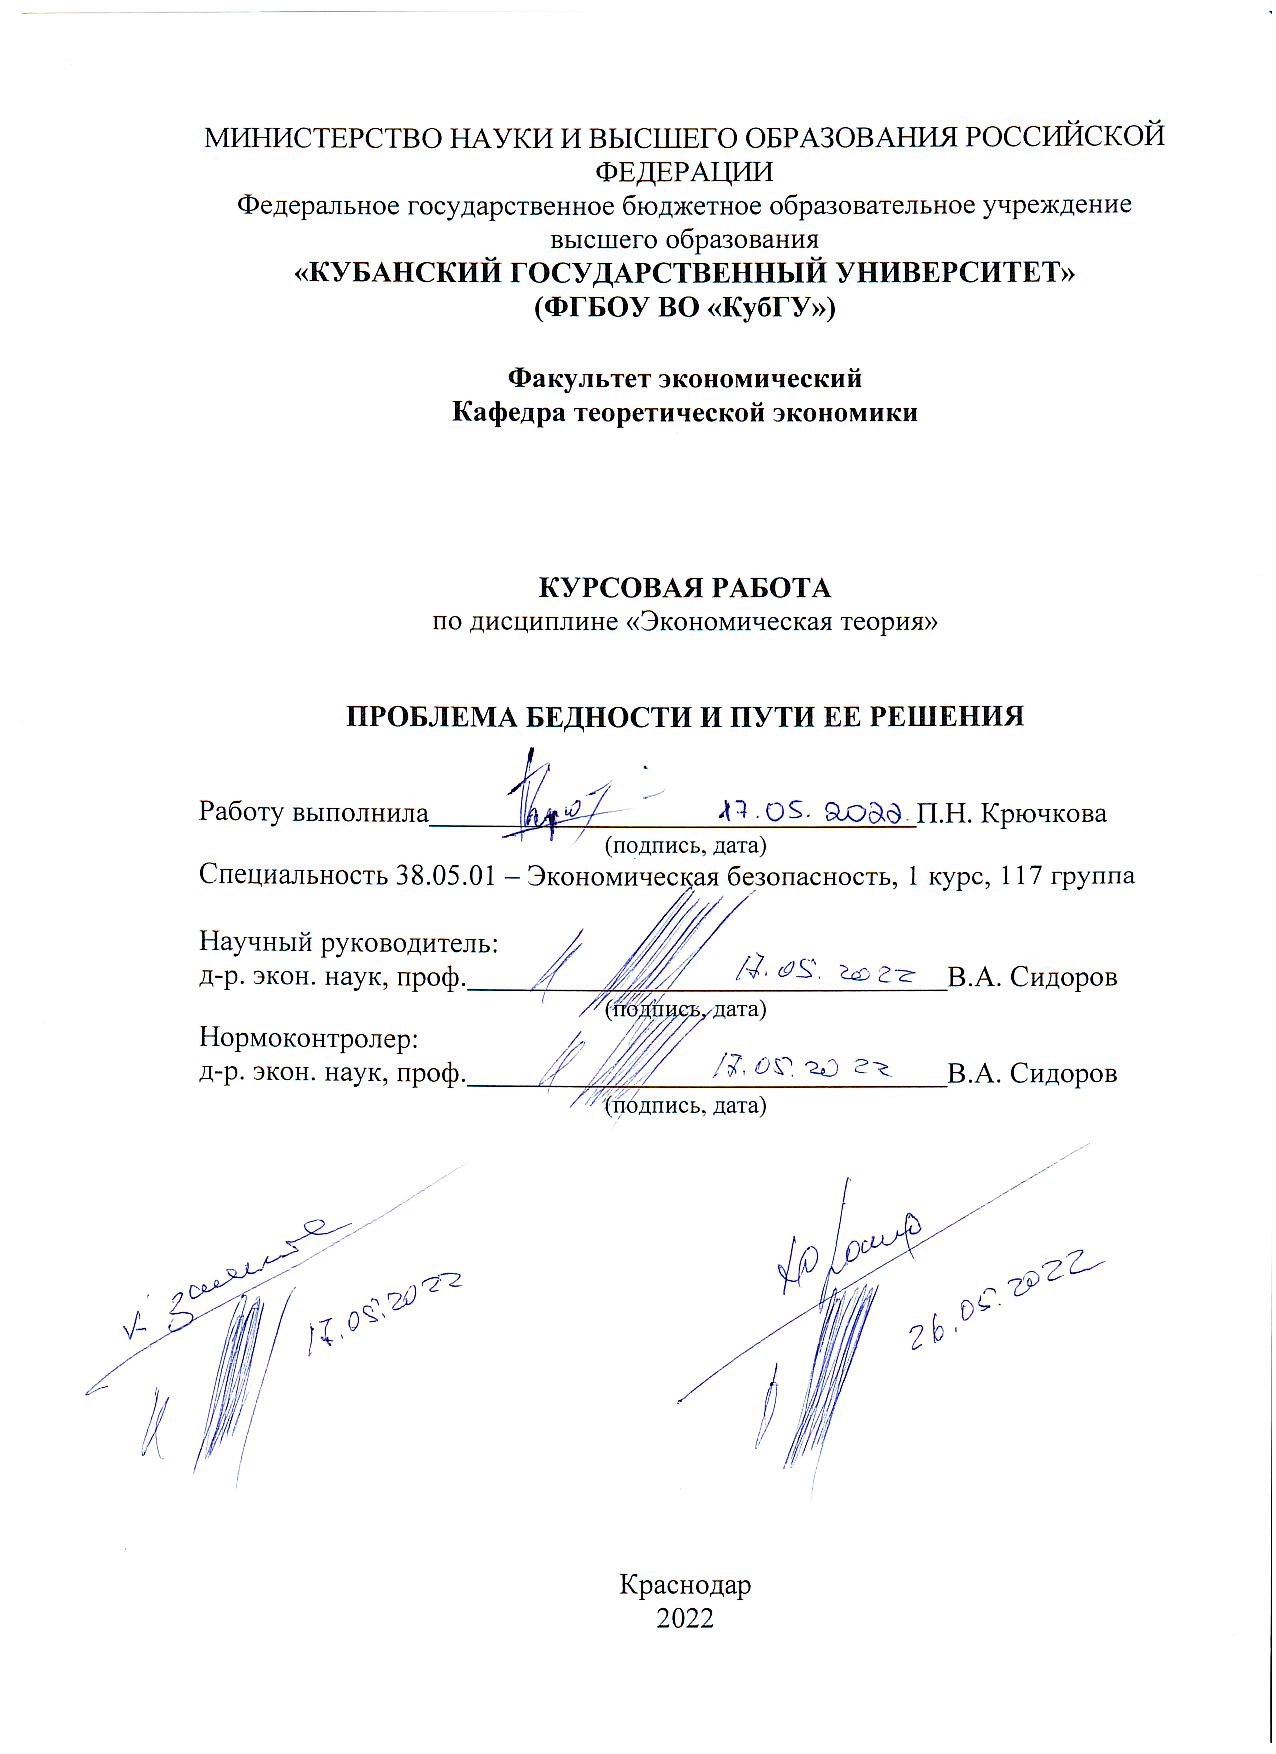 МИНИСТЕРСТВО НАУКИ И ВЫСШЕГО ОБРАЗОВАНИЯ РОССИЙСКОЙ
ФЕДЕРАЦИИ
Федеральное государственное бюджетное образовательное учреждение
высшего образования
«КУБАНСКИЙ ГОСУДАРСТВЕННЫЙ УНИВЕРСИТЕТ»
(ФГБОУ ВО «КубГУ»)
Факультет экономический
Кафедра теоретической экономики
КУРСОВАЯ РАБОТА
по дисциплине «Экономическая теория»
ПРОБЛЕМА БЕДНОСТИ И ПУТИ ЕЕ РЕШЕНИЯ
Работу выполнила 17.05.2022. П.Н. Крючкова
(подпись, дата)
Специальность 38.05.01 – Экономическая безопасность, 1 курс, 117 группа
Научный руководитель:
д-р. экон. наук, проф. 17.05.2022 В.А. Сидоров
(подпись, дата)
Нормоконтролер:
д-р. экон. наук, проф. 17.05.2022 В.А. Сидоров
(подпись, дата)
к защите
17.05.2022
хорошо
26.05.2022
Краснодар
2022